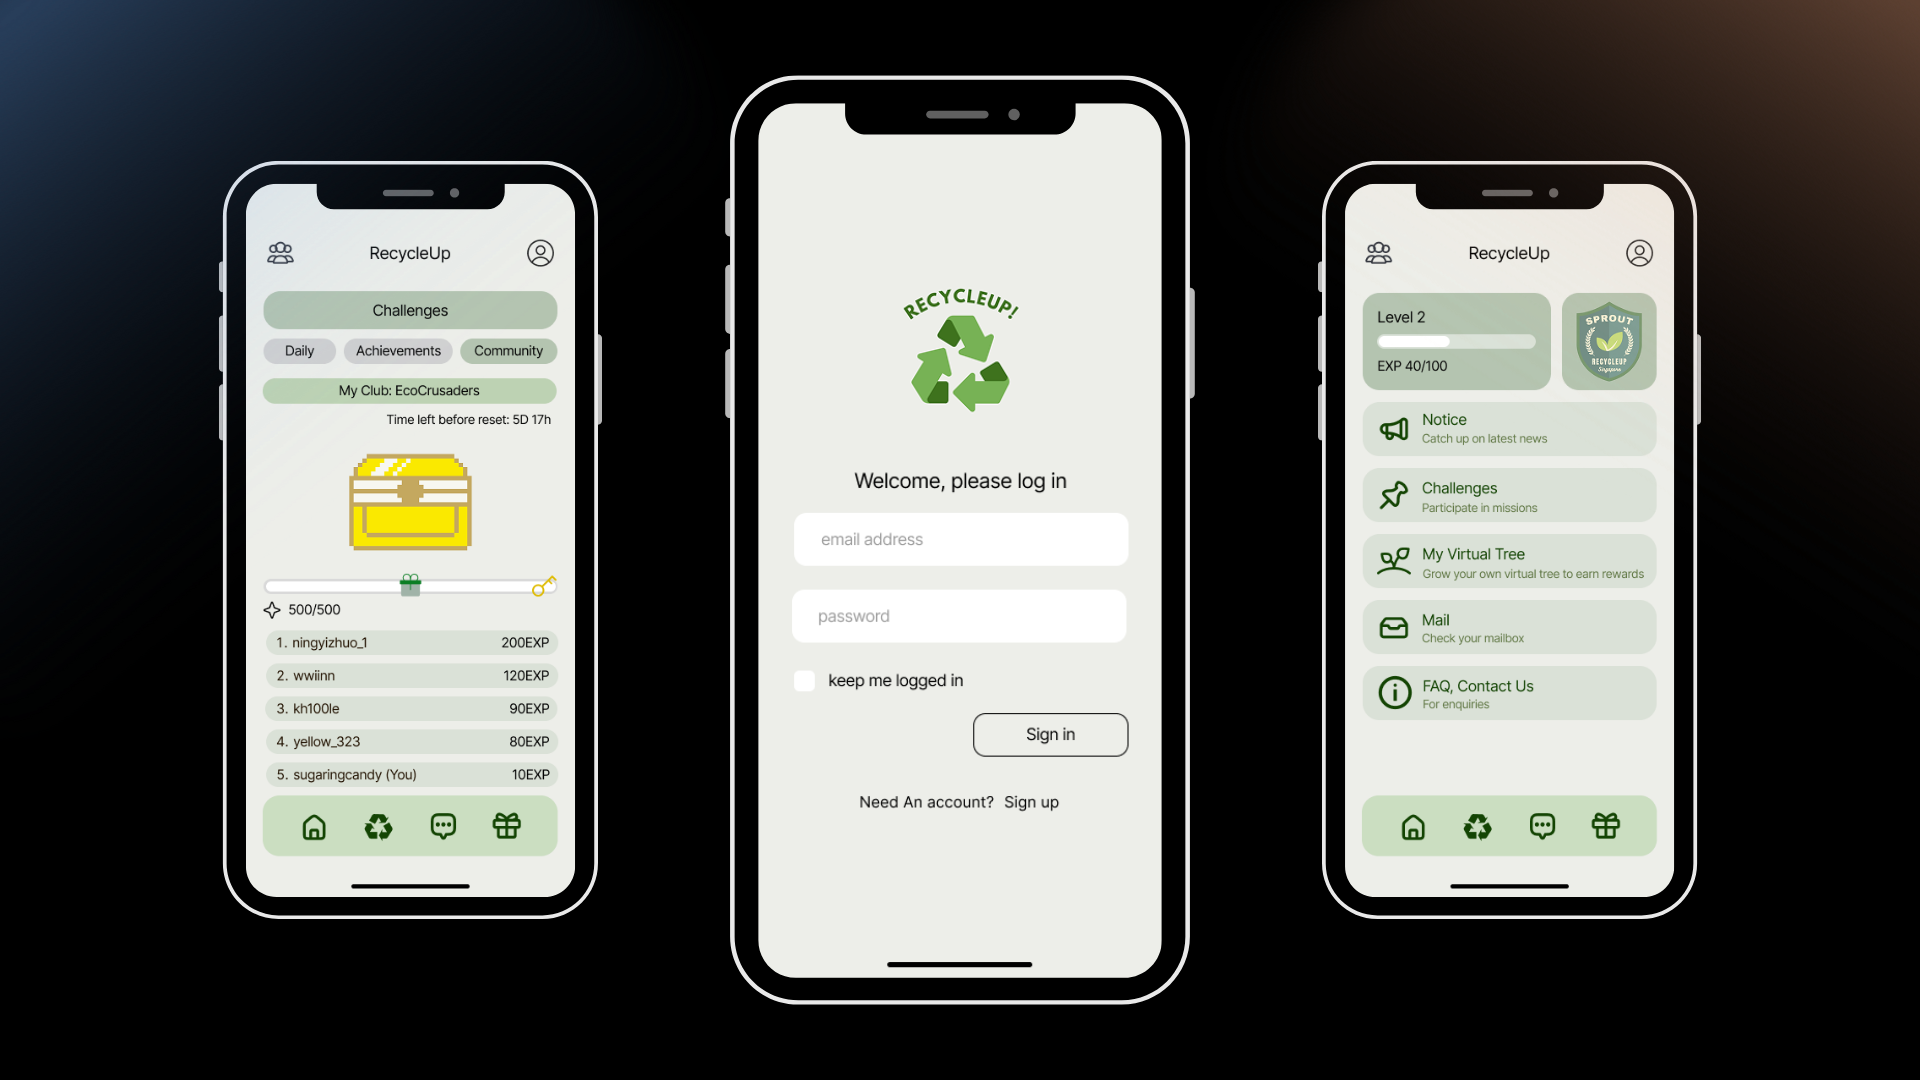 RecycleUp
Challenges
Daily
Achievements
Community
My Club: EcoCrusaders
Time left before reset: 5D 17h
500/500
1. ningyizhuo_1 200EXP
2. wwiinn 120EXP
3. kh100le 90EXP
4. yellow_323 80EXP
5. sugaringcandy (You) 10EXP
RECYCLEUP!
Welcome, please log in
email address
password
keep me logged in
Sign in
Need An account? Sign up
RecycleUp
Level 2
EXP 40/100
SPROUT
RECYCLEUP
Singapore
Notice
Catch up on latest news
Challenges
Participate in missions
My Virtual Tree
Grow your own virtual tree to earn rewards
Mail
Check your mailbox
FAQ, Contact Us
For enquiries